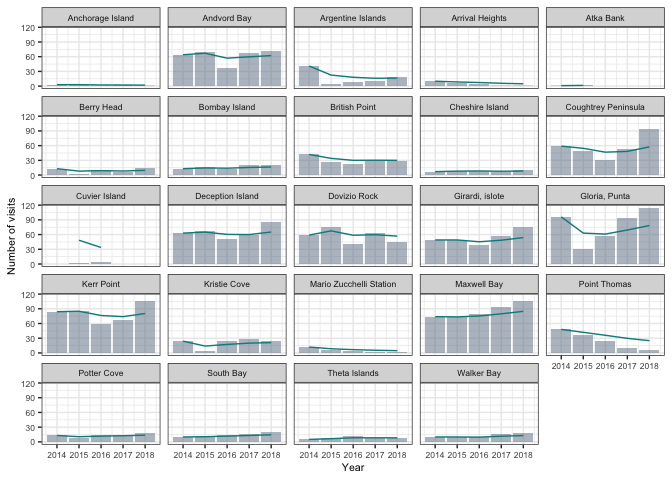 Anchorage Island Andvord Bay Argentine Islands Arrival Heights Atka Bank
120
90
60
30
0
Berry Head Bombay Island British Point Cheshire Island Coughtrey Peninsula
120
90
60
30
0
Cuvier Island Deception Island Dovizio Rock Girardi, islote Gloria, Punta
120
90
60
30
0
Kerr Point Kristie Cove Mario Zucchelli Station Maxwell Bay Point Thomas
120
90
60
30
0
2014 2015 2016 2017 2018
Potter Cove South Bay Theta Islands Walker Bay
120
90
60
30
0
2014 2015 2016 2017 2018 2014 2015 2016 2017 2018 2014 2015 2016 2017 2018 2014 2015 2016 2017 2018
Year
Number of visits